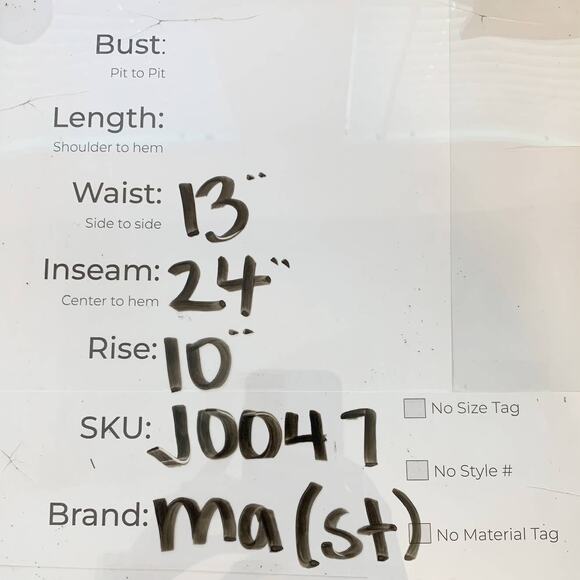 Bust:
Pit to Pit
Length:
Shoulder to hem
Waist: 13"
Side to side
Inseam: 24"
Center to hem
Rise: 10"
SKU: J0047
No Size Tag
No Style #
Brand: ma(st)
No Material Tag